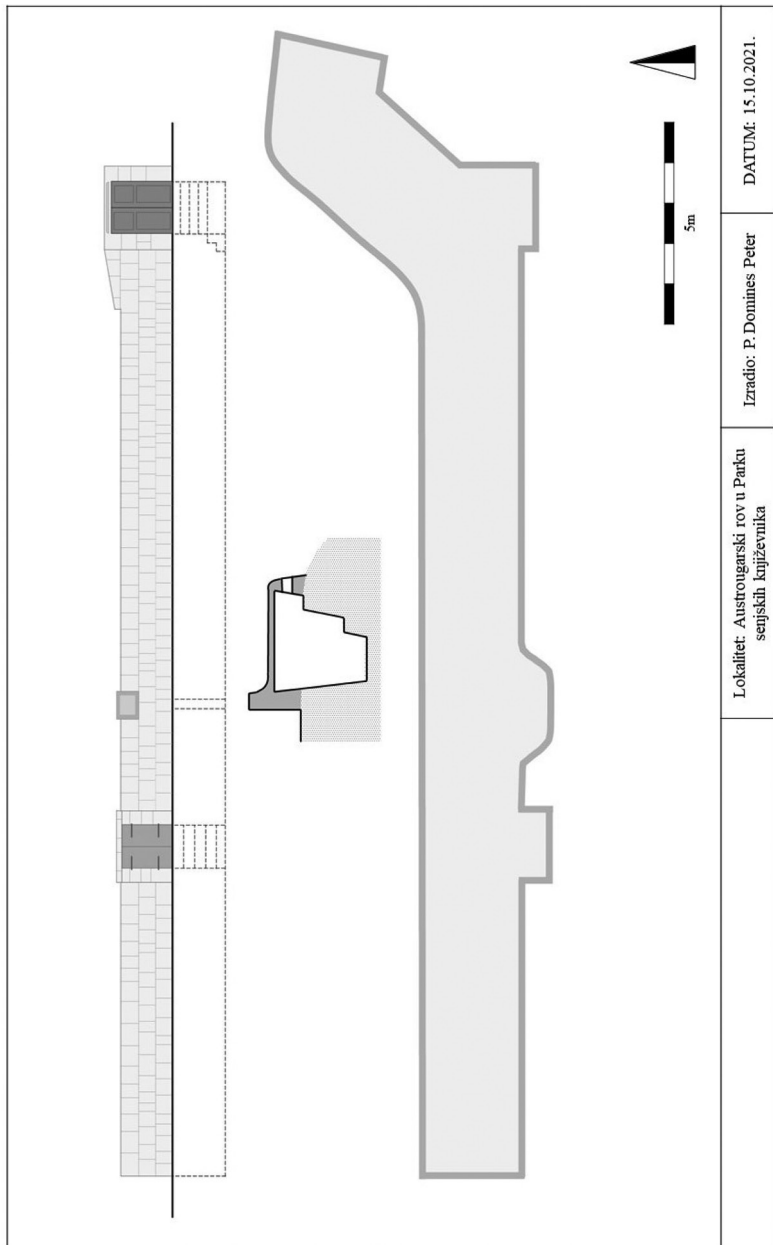 Lokalitet: Austrougarski rov u Parku
senjskih književnika
Izradio: P. Domines Peter
DATUM: 15.10.2021.
5m